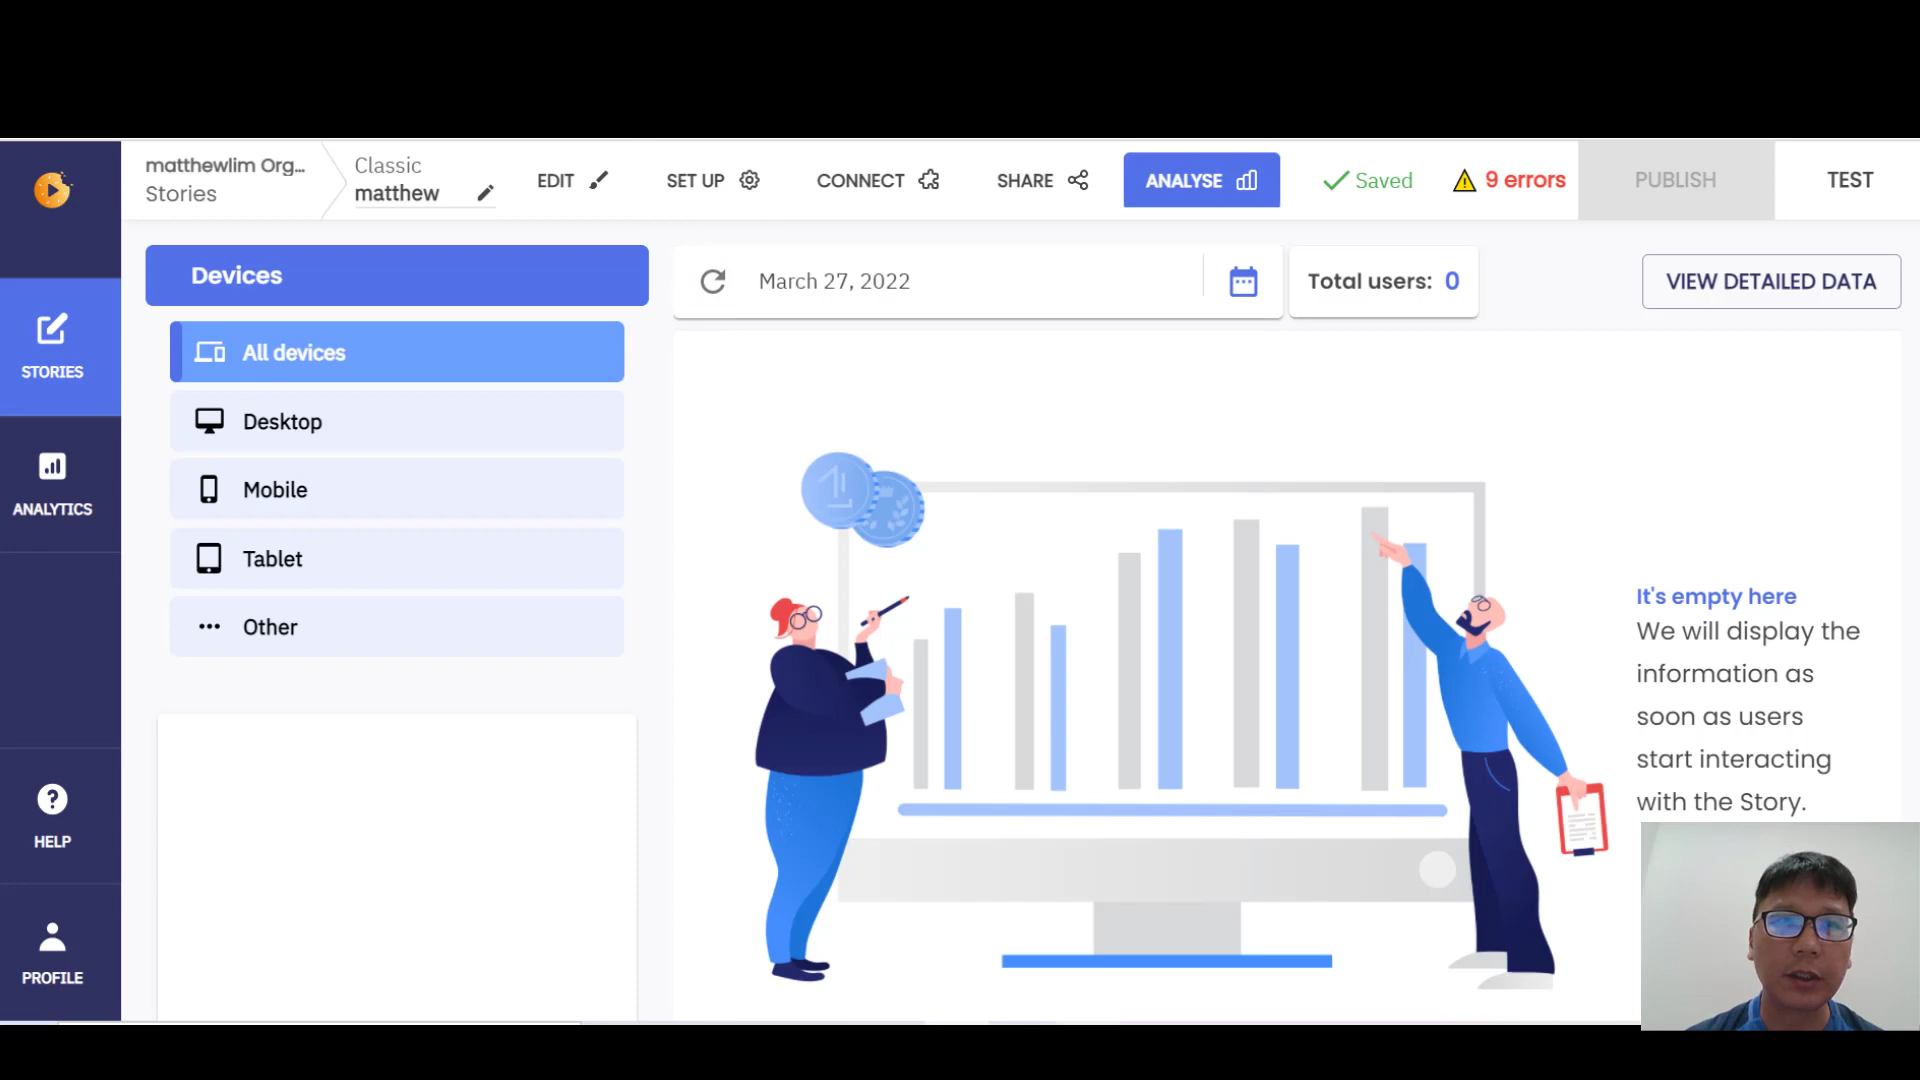 matthewlim Org...
Stories
Classic
matthew
EDIT
SET UP
CONNECT
SHARE
ANALYSE
Saved
9 errors
PUBLISH
TEST
STORIES
ANALYTICS
HELP
PROFILE
Devices
All devices
Desktop
Mobile
Tablet
Other
March 27, 2022
Total users: 0
VIEW DETAILED DATA
It's empty here
We will display the
information as
soon as users
start interacting
with the Story.